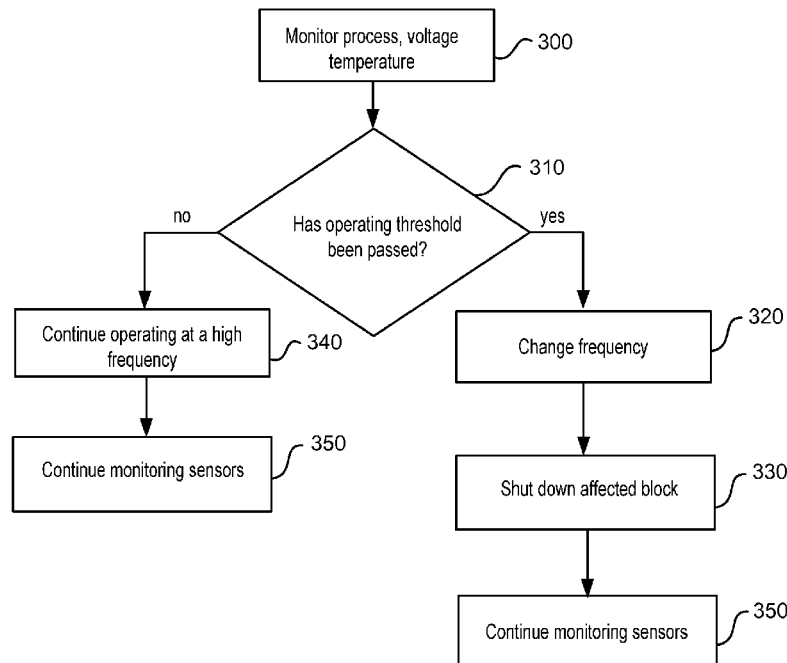 Monitor process, voltage
temperature
300
310
Has operating threshold
been passed?
no
yes
Continue operating at a high
frequency
340
Change frequency
320
Continue monitoring sensors
350
Shut down affected block
330
Continue monitoring sensors
350